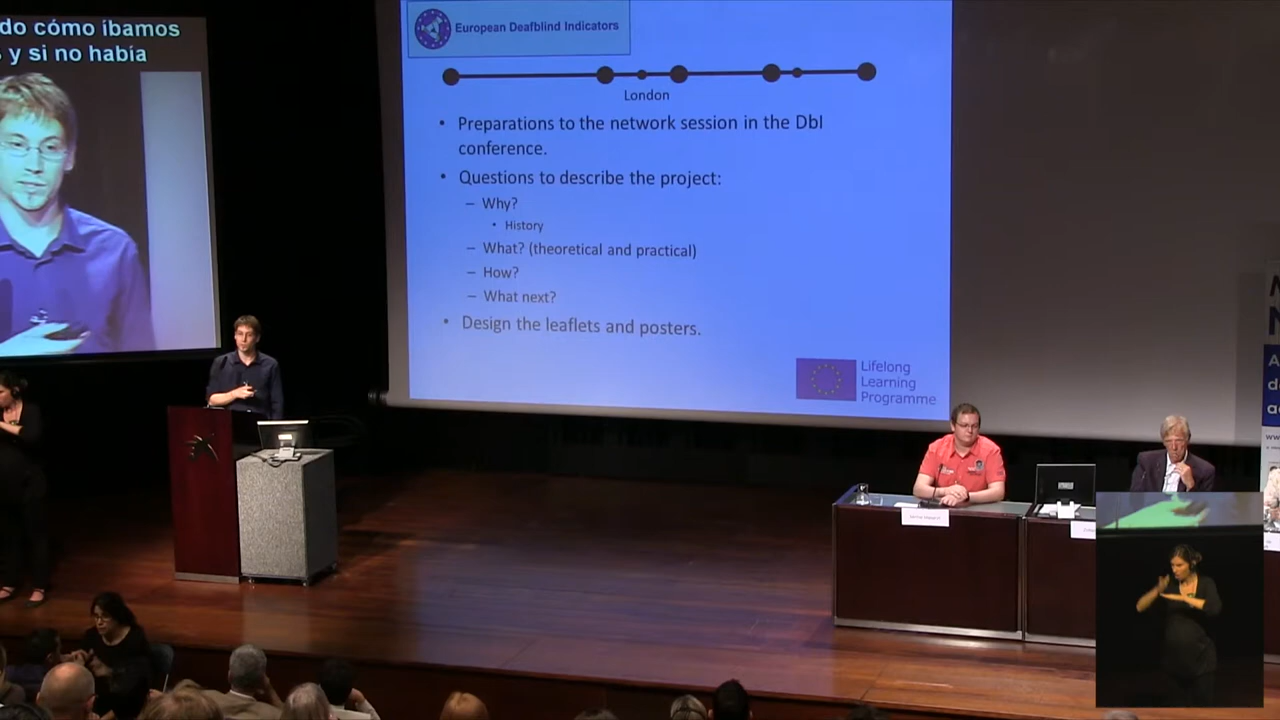 do cómo íbamos
y si no había
European Deafblind Indicators
London
• Preparations to the network session in the Dbl
conference.
• Questions to describe the project:
– Why?
• History
– What? (theoretical and practical)
– How?
– What next?
• Design the leaflets and posters.
Lifelong
Learning
Programme